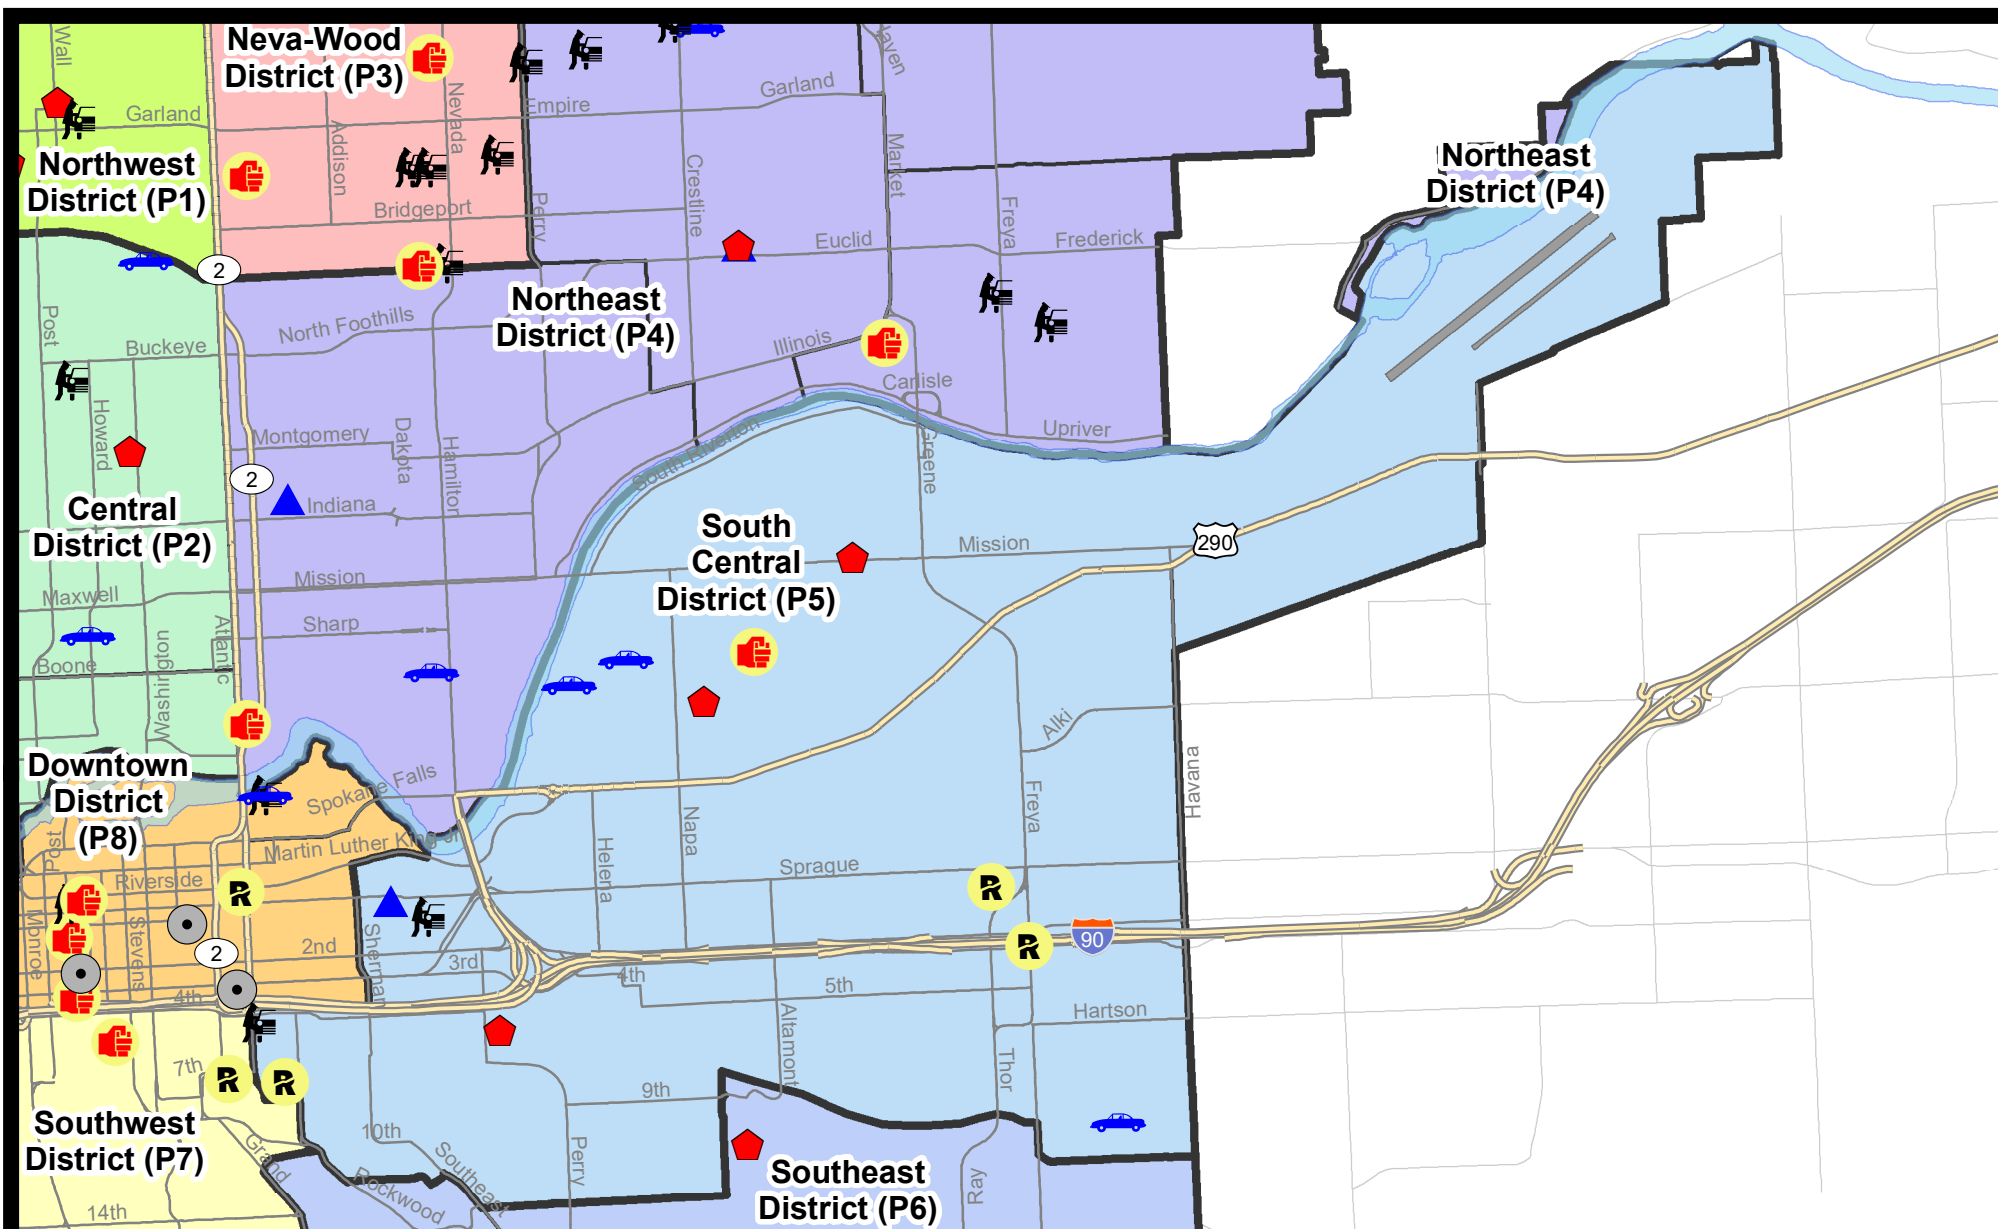 Wall
Neva-Wood
District (P3)
Haven
Garland
Empire
Nevada
Garland
Addison
Market
Northwest
District (P1)
Crestline
Northeast
District (P4)
Bridgeport
Perry
Freya
Euclid
Frederick
2
Northeast
District (P4)
Post
North Foothills
Buckeye
Illinois
Carlisle
Howard
Montgomery
Dakota
Hamilton
South Riverton
Greene
Upriver
2
Indiana
Central
District (P2)
South
Central
District (P5)
Mission
290
Mission
Maxwell
Sharp
Atlantic
Washington
Boone
Alki
Havana
Downtown
District
(P8)
Spokane Falls
Post
Martin Luther King Jr
Napa
Helena
Freya
Sprague
Riverside
R
R
Monroe
Stevens
2
2nd
Sherman
3rd
R
90
4th
4th
5th
Altamont
Hartson
7th
R
R
9th
Thor
Southwest
District (P7)
10th
Grand
Southeast
Rockwood
Perry
Southeast
District (P6)
Ray
14th